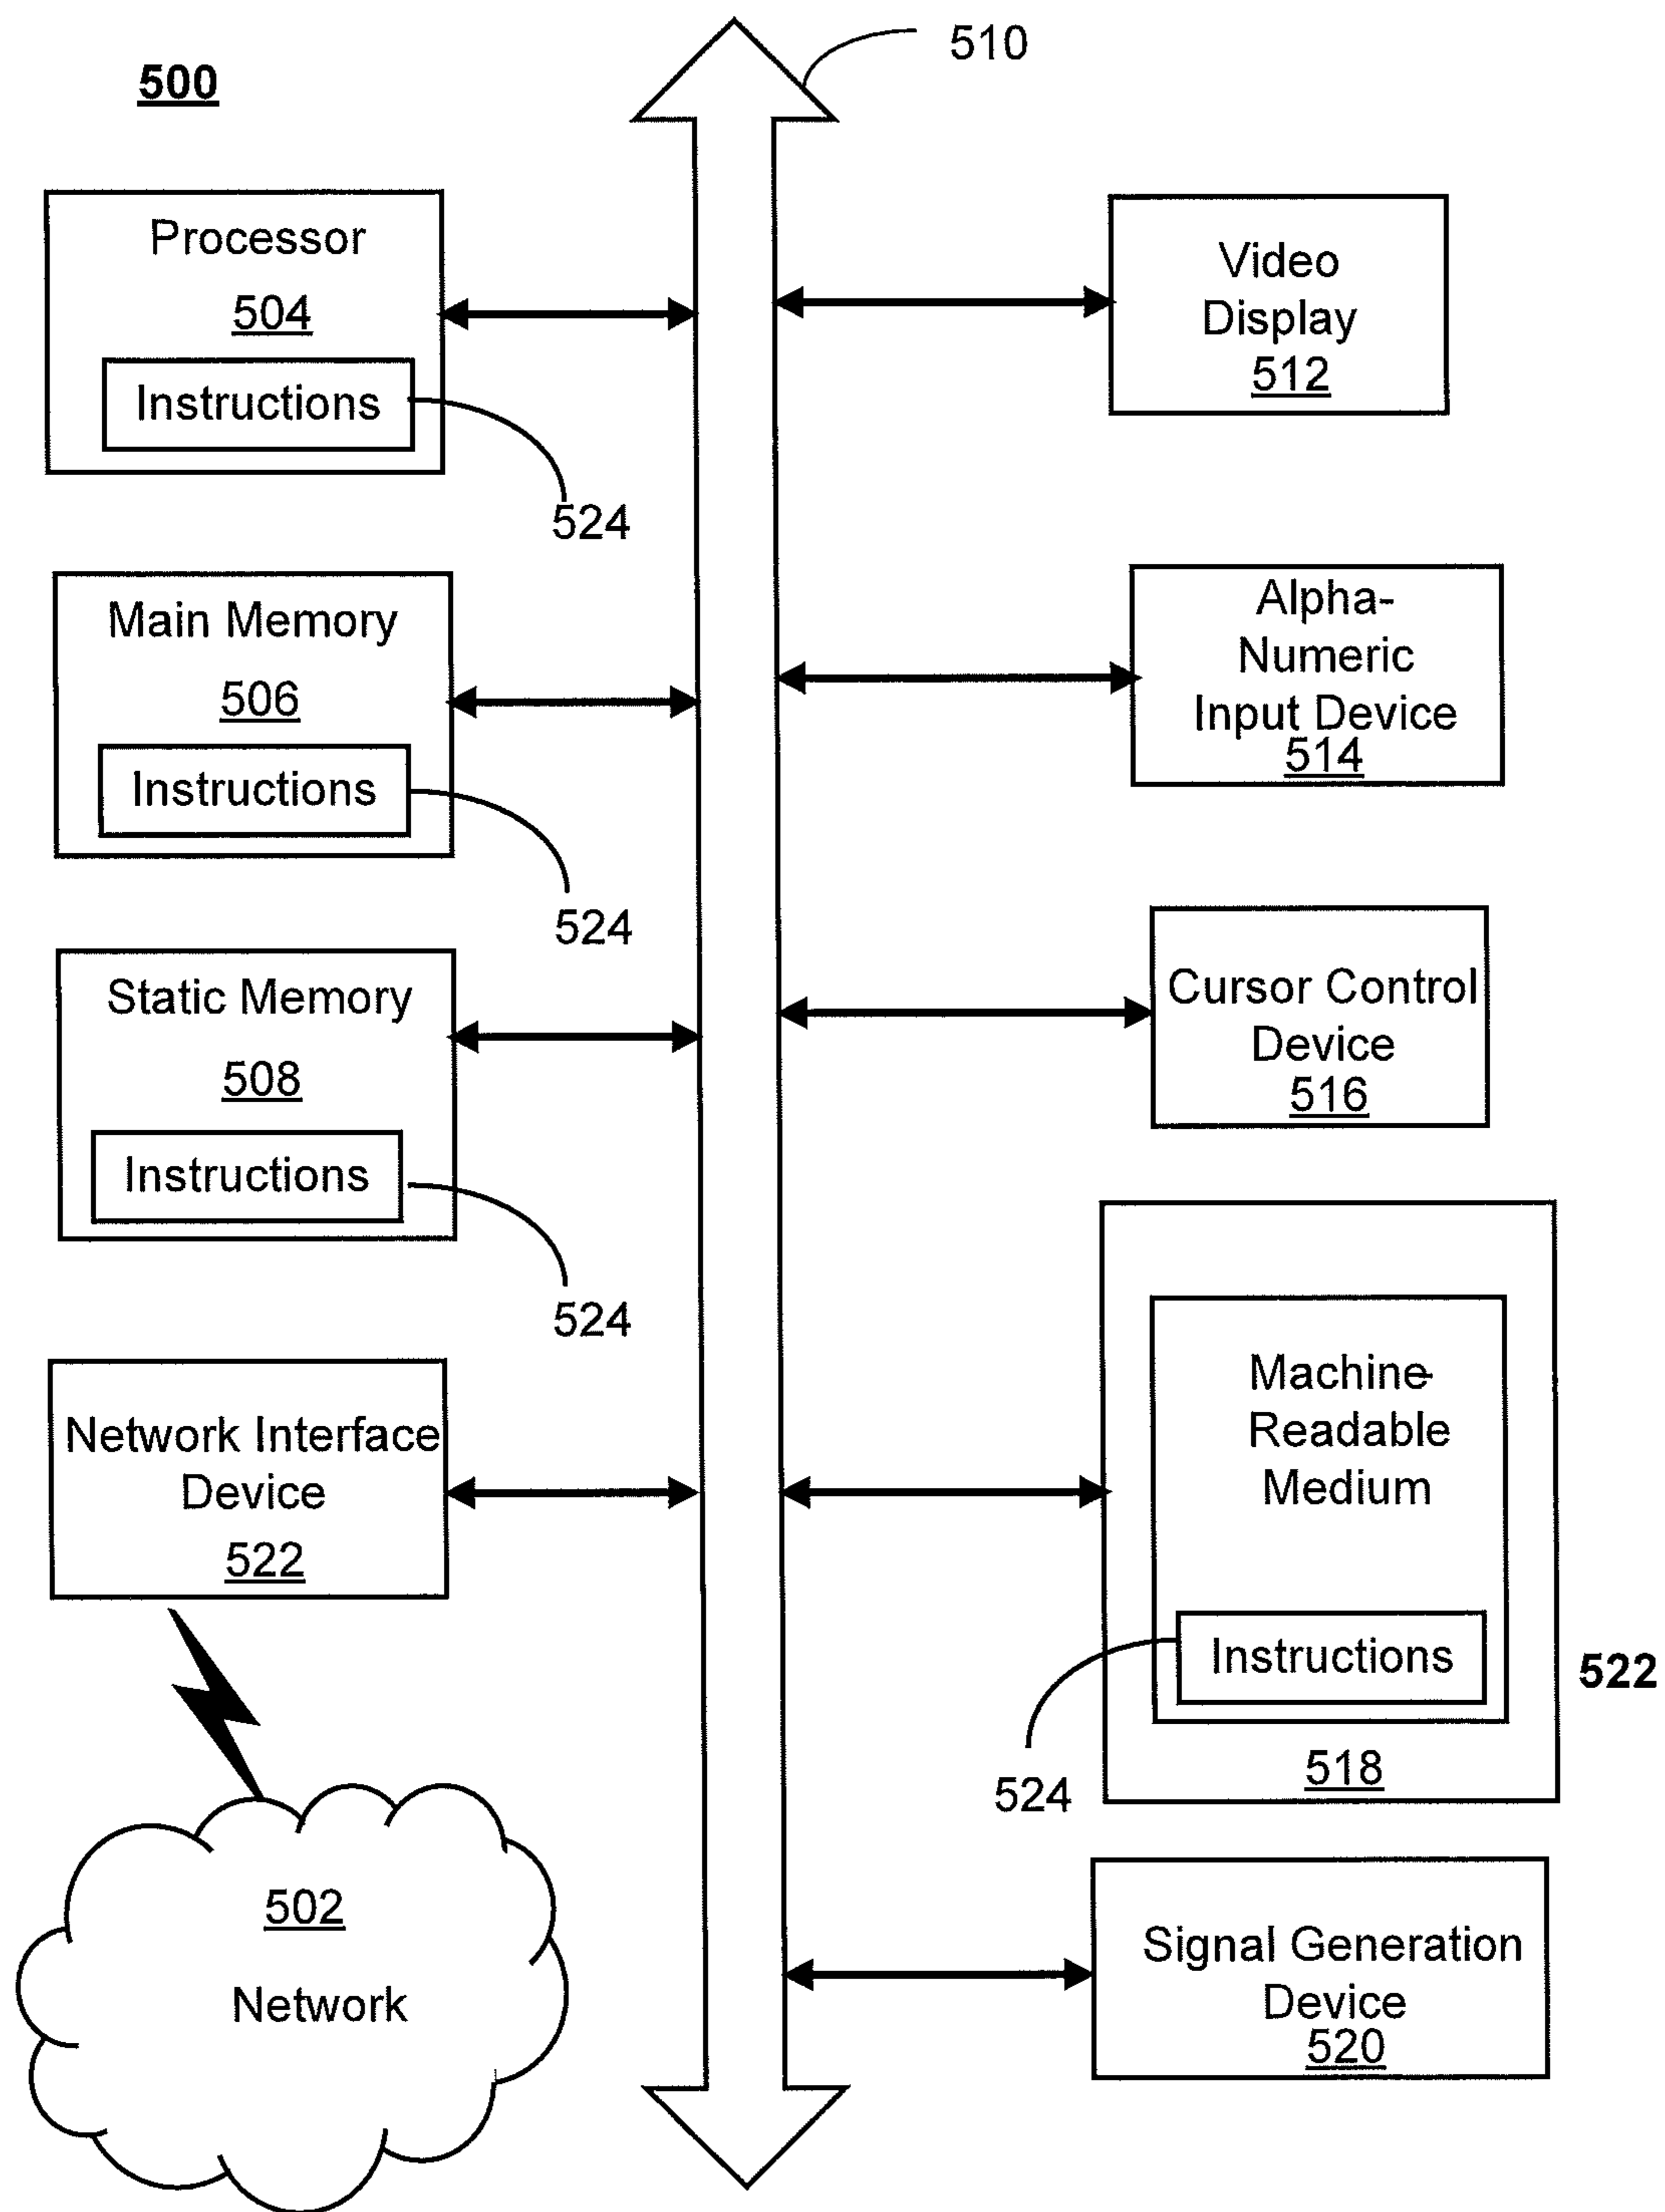 510
500
Processor
504
Instructions
524
Main Memory
506
Instructions
524
Static Memory
508
Instructions
524
Network Interface
Device
522
502
Network
Video
Display
512
Alpha-
Numeric
Input Device
514
Cursor Control
Device
516
Machine-
Readable
Medium
Instructions
522
524
518
Signal Generation
Device
520